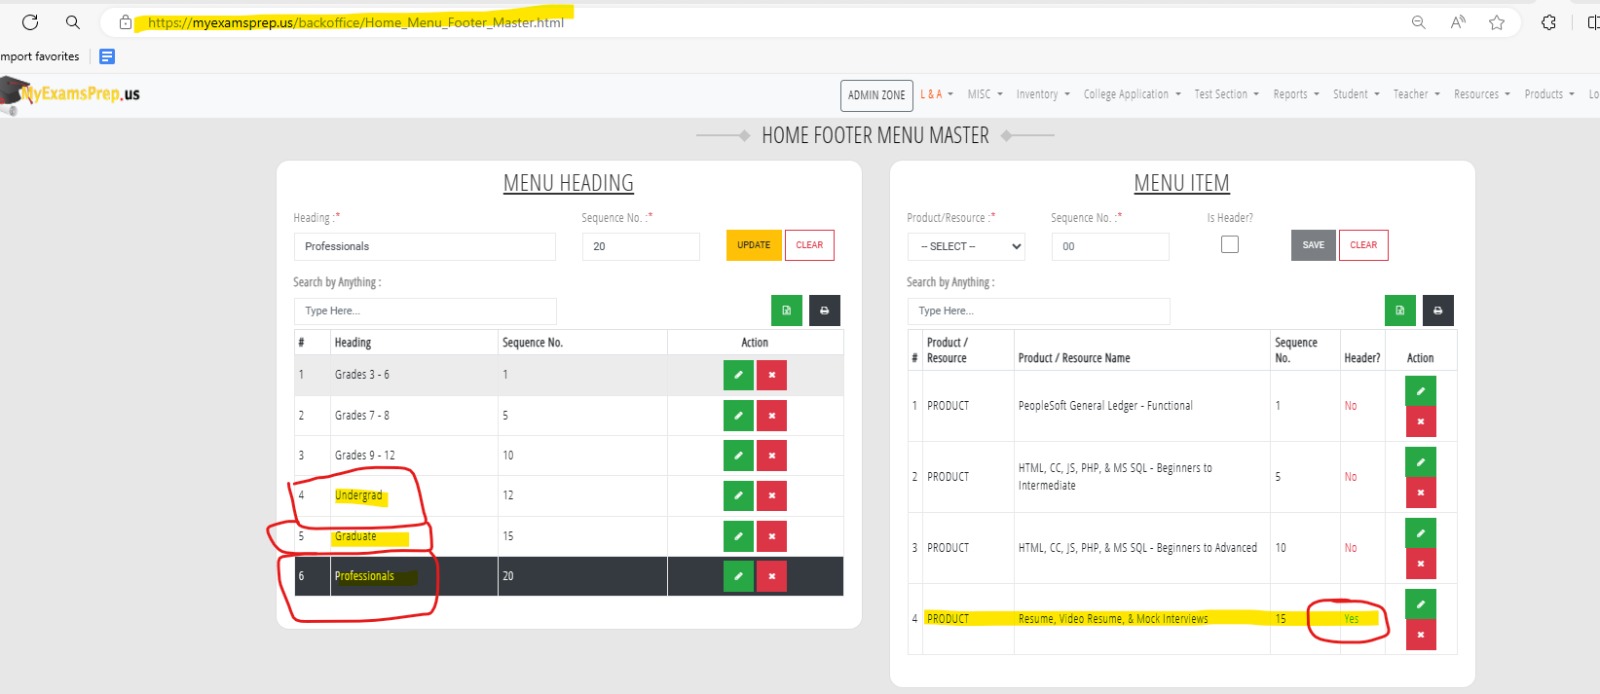 https://myexamsprep.us/backoffice/Home_Menu_Footer_Master.html
mport favorites
MyExamsPrep.us
ADMIN ZONE L & A MISC Inventory College Application Test Section Reports Student Teacher Resources Products Lo
HOME FOOTER MENU MASTER
MENU HEADING
Heading :* Sequence No. :*
Professionals 20 UPDATE CLEAR
Search by Anything :
Type Here...
# Heading Sequence No. Action
1 Grades 3 - 6 1
2 Grades 7 - 8 5
3 Grades 9 - 12 10
4 Undergrad 12
5 Graduate 15
6 Professionals 20
MENU ITEM
Product/Resource :* Sequence No. :* Is Header?
-- SELECT -- 00 SAVE CLEAR
Search by Anything :
Type Here...
# Product / Resource Product / Resource Name Sequence No. Header? Action
1 PRODUCT PeopleSoft General Ledger - Functional 1 No
2 PRODUCT HTML, CC, JS, PHP, & MS SQL - Beginners to Intermediate 5 No
3 PRODUCT HTML, CC, JS, PHP, & MS SQL - Beginners to Advanced 10 No
4 PRODUCT Resume, Video Resume, & Mock Interviews 15 Yes